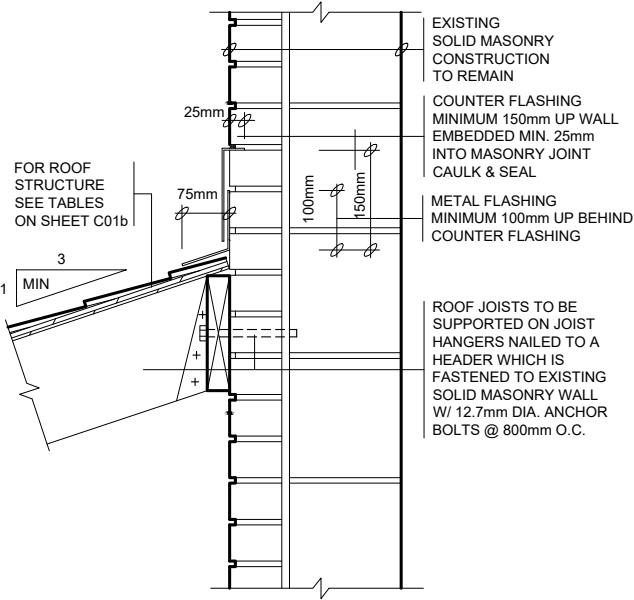 EXISTING
SOLID MASONRY
CONSTRUCTION
TO REMAIN
COUNTER FLASHING
MINIMUM 150mm UP WALL
EMBEDDED MIN. 25mm
INTO MASONRY JOINT
CAULK & SEAL
METAL FLASHING
MINIMUM 100mm UP BEHIND
COUNTER FLASHING
ROOF JOISTS TO BE
SUPPORTED ON JOIST
HANGERS NAILED TO A
HEADER WHICH IS
FASTENED TO EXISTING
SOLID MASONRY WALL
W/ 12.7mm DIA. ANCHOR
BOLTS @ 800mm O.C.
25mm
75mm
100mm
150mm
FOR ROOF
STRUCTURE
SEE TABLES
ON SHEET C01b
3
1
MIN